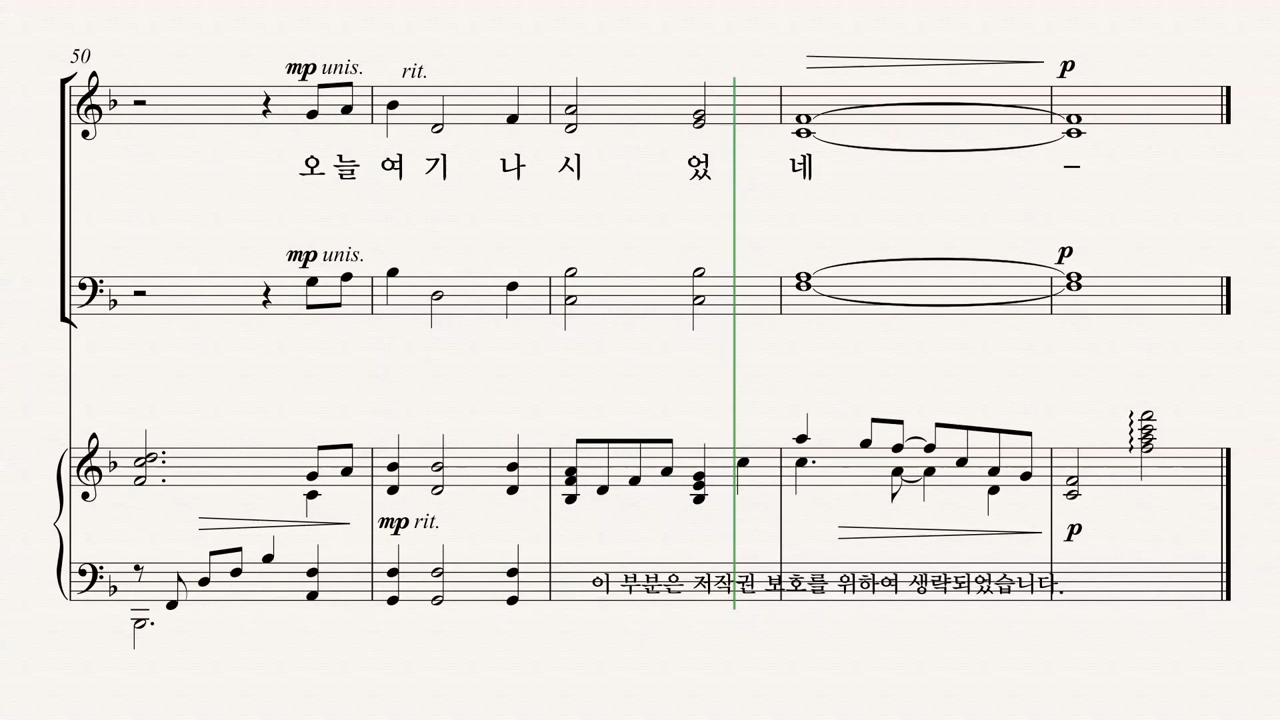 50
mp unis. rit.
p
오늘 여기 나 시 었 네 –
mp unis.
p
mp rit.
p
이 부분은 저작권 보호를 위하여 생략되었습니다.